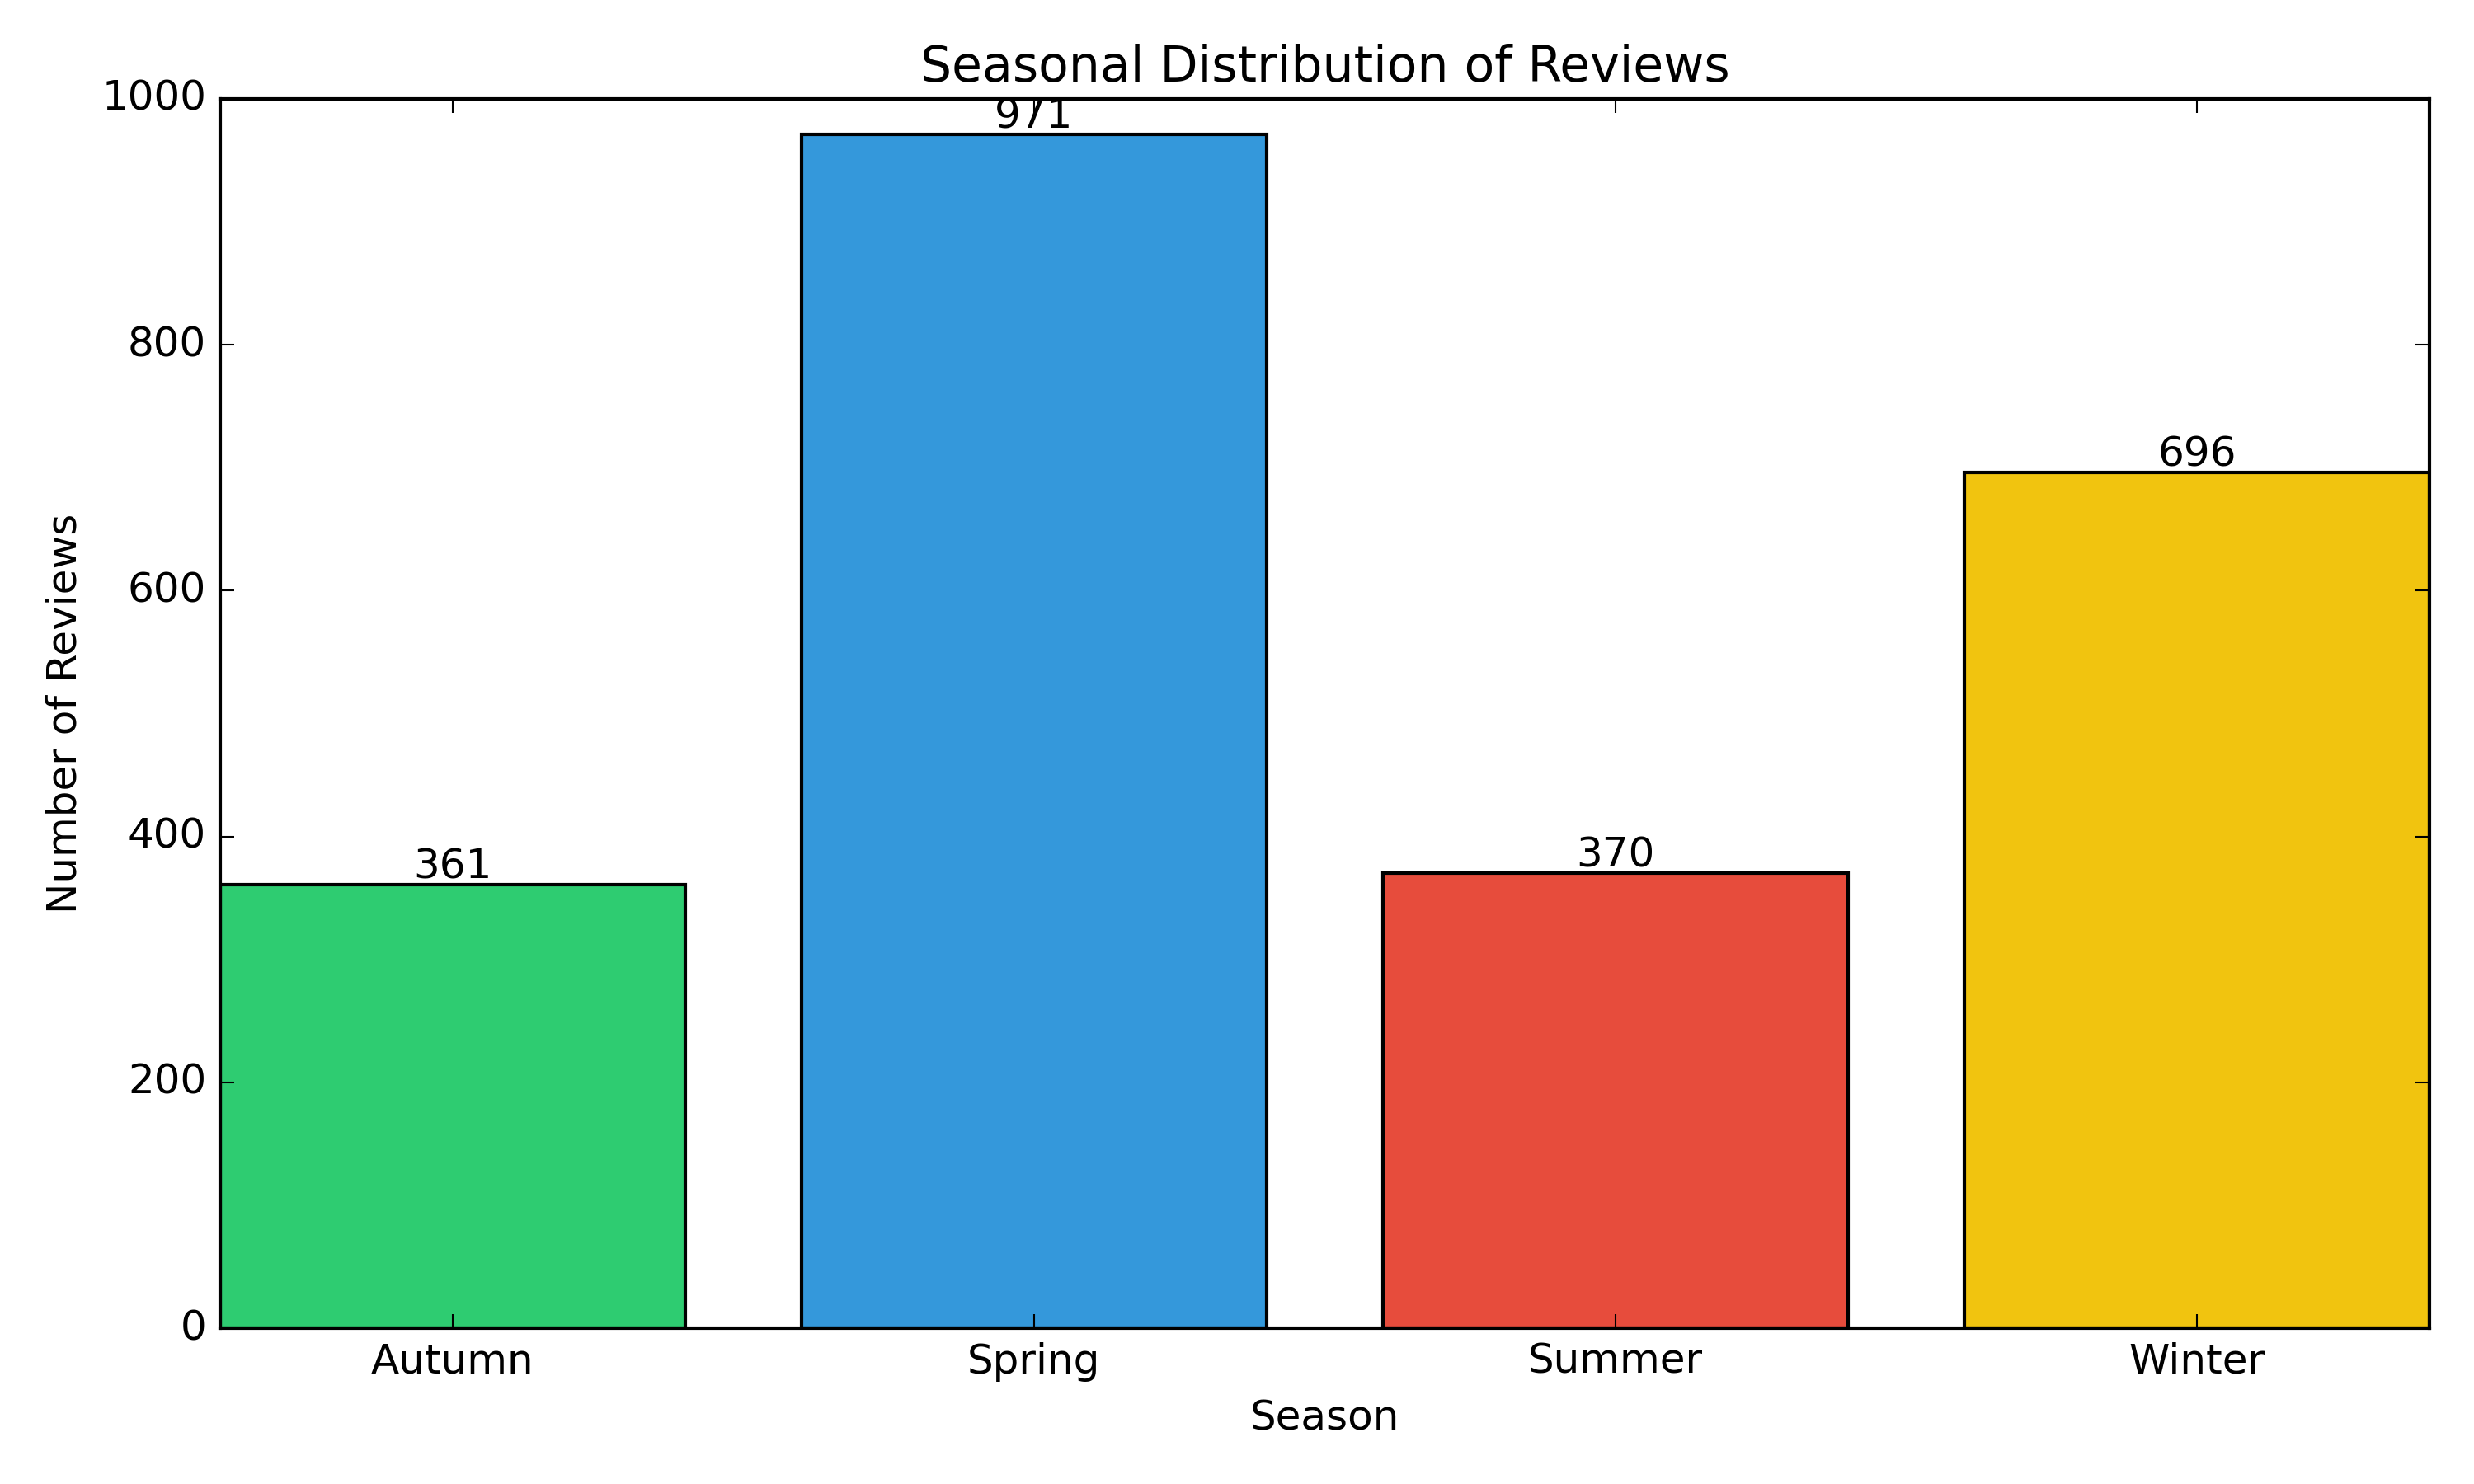 Seasonal Distribution of Reviews
1000
971
800
696
600
Number of Reviews
400
370
361
200
0
Autumn Spring Summer Winter
Season